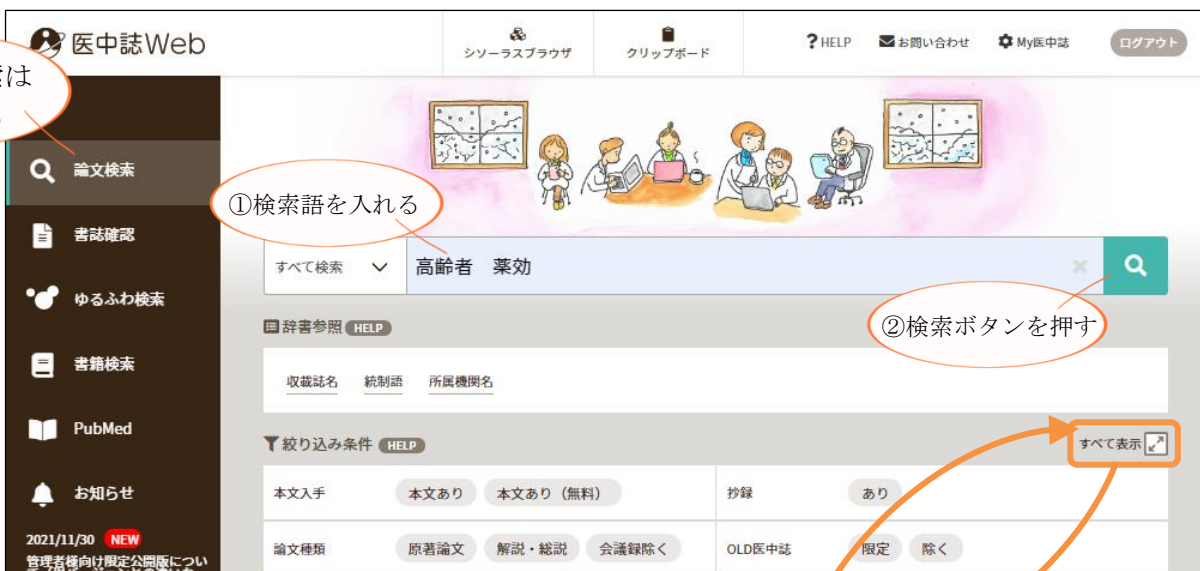 医中誌Web
シソーラスブラウザ
クリップボード
?HELP
お問い合わせ
My医中誌
ログアウト
は
論文検索
①検索語を入れる
書誌確認
すべて検索
高齢者 薬効
ゆるふわ検索
②検索ボタンを押す
辞書参照 HELP
書籍検索
収載誌名 統制語 所属機関名
PubMed
絞り込み条件 HELP
すべて表示
お知らせ
本文入手 本文あり 本文あり（無料） 抄録 あり
2021/11/30 NEW
論文種類 原著論文 解説・総説 会議録除く OLD医中誌 限定 除く
管理者様向け限定公開版につい